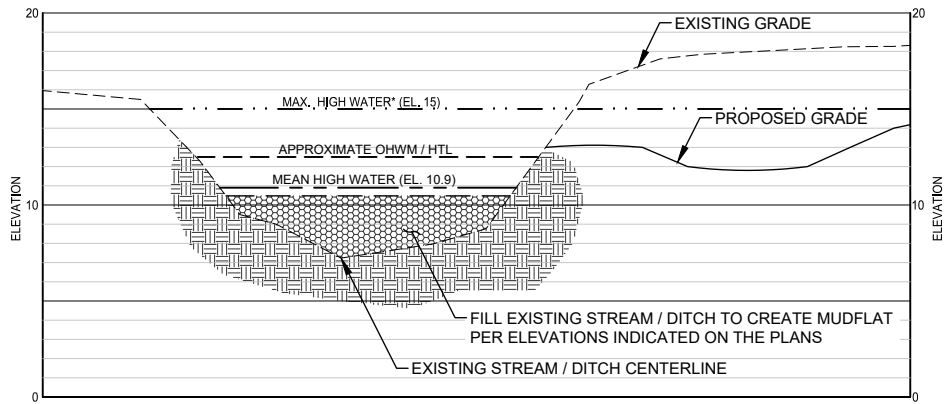 20
20
EXISTING GRADE
MAX. HIGH WATER* (EL. 15)
PROPOSED GRADE
APPROXIMATE OHWM / HTL
MEAN HIGH WATER (EL. 10.9)
ELEVATION
10
10
ELEVATION
FILL EXISTING STREAM / DITCH TO CREATE MUDFLAT
PER ELEVATIONS INDICATED ON THE PLANS
EXISTING STREAM / DITCH CENTERLINE
0
0